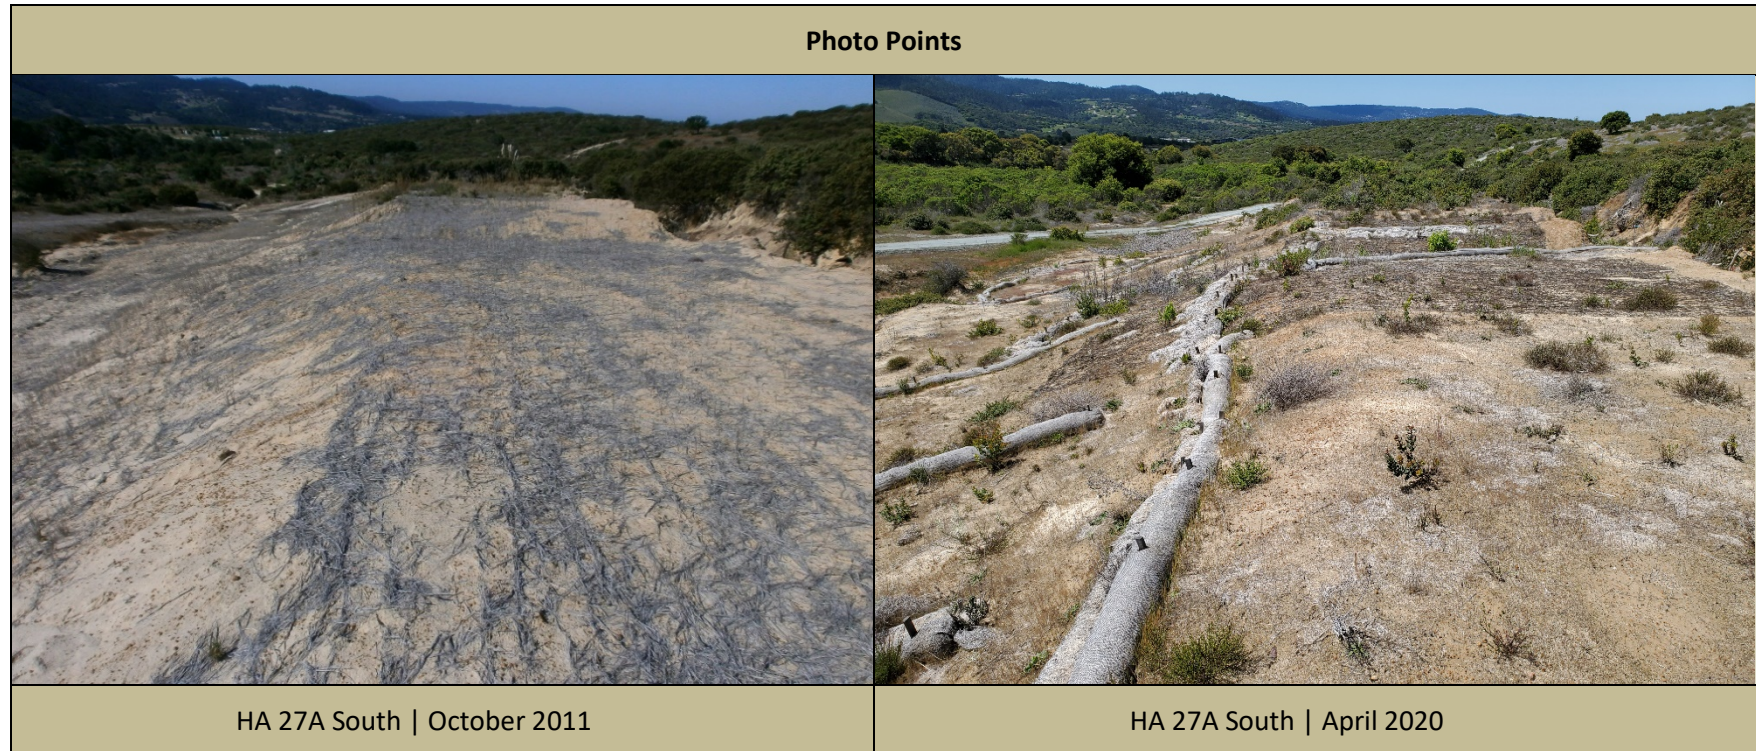 Photo Points
HA 27A South | October 2011
HA 27A South | April 2020